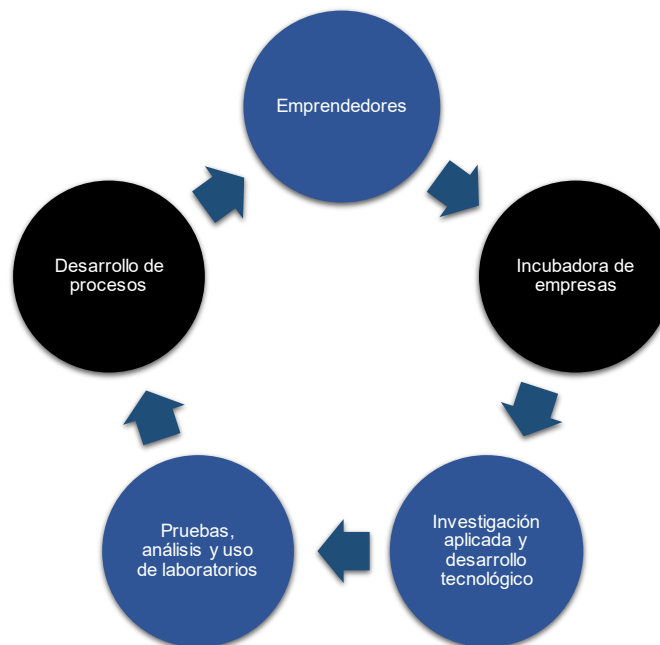 Emprendedores
Incubadora de
empresas
Investigación
aplicada y
desarrollo
tecnológico
Pruebas,
análisis y uso
de laboratorios
Desarrollo de
procesos